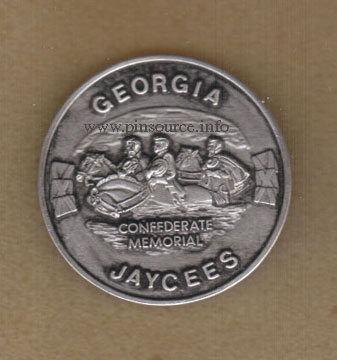 GEORGIA
www.pinsource.info
CONFEDERATE
MEMORIAL
JAYCEES